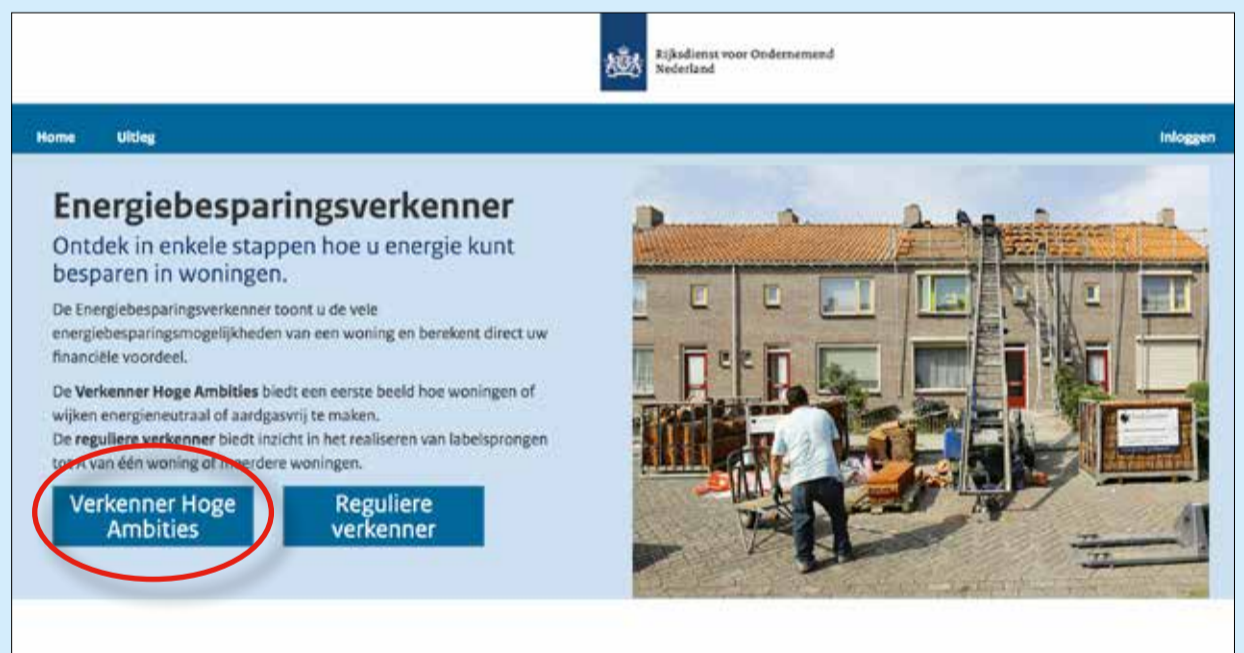 Rijksdienst voor Ondernemend
Nederland
Home Uitleg Inloggen
Energiebesparingsverkenner
Ontdek in enkele stappen hoe u energie kunt
besparen in woningen.
De Energiebesparingsverkenner toont u de vele
energiebesparingsmogelijkheden van een woning en berekent direct uw
financiële voordeel.
De Verkenner Hoge Ambities biedt een eerste beeld hoe woningen of
wijken energieneutraal of aardgasvrij te maken.
De reguliere verkenner biedt inzicht in het realiseren van labelsprongen
tot A van één woning of meerdere woningen.
Verkenner Hoge
Ambities
Reguliere
verkenner